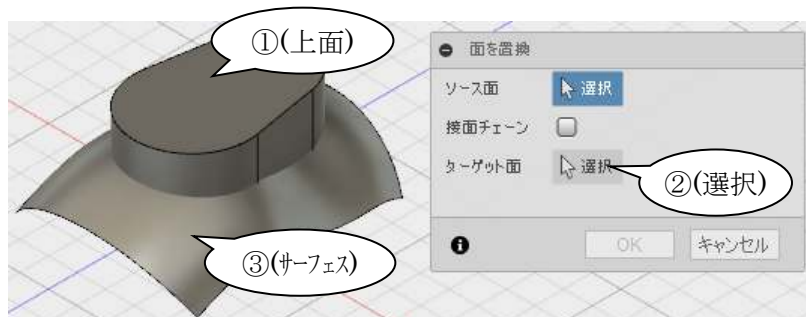 ①(上面)
面を置換
ソース面 選択
接面チェーン
ターゲット面 選択
②(選択)
③(サーフェス)
OK キャンセル